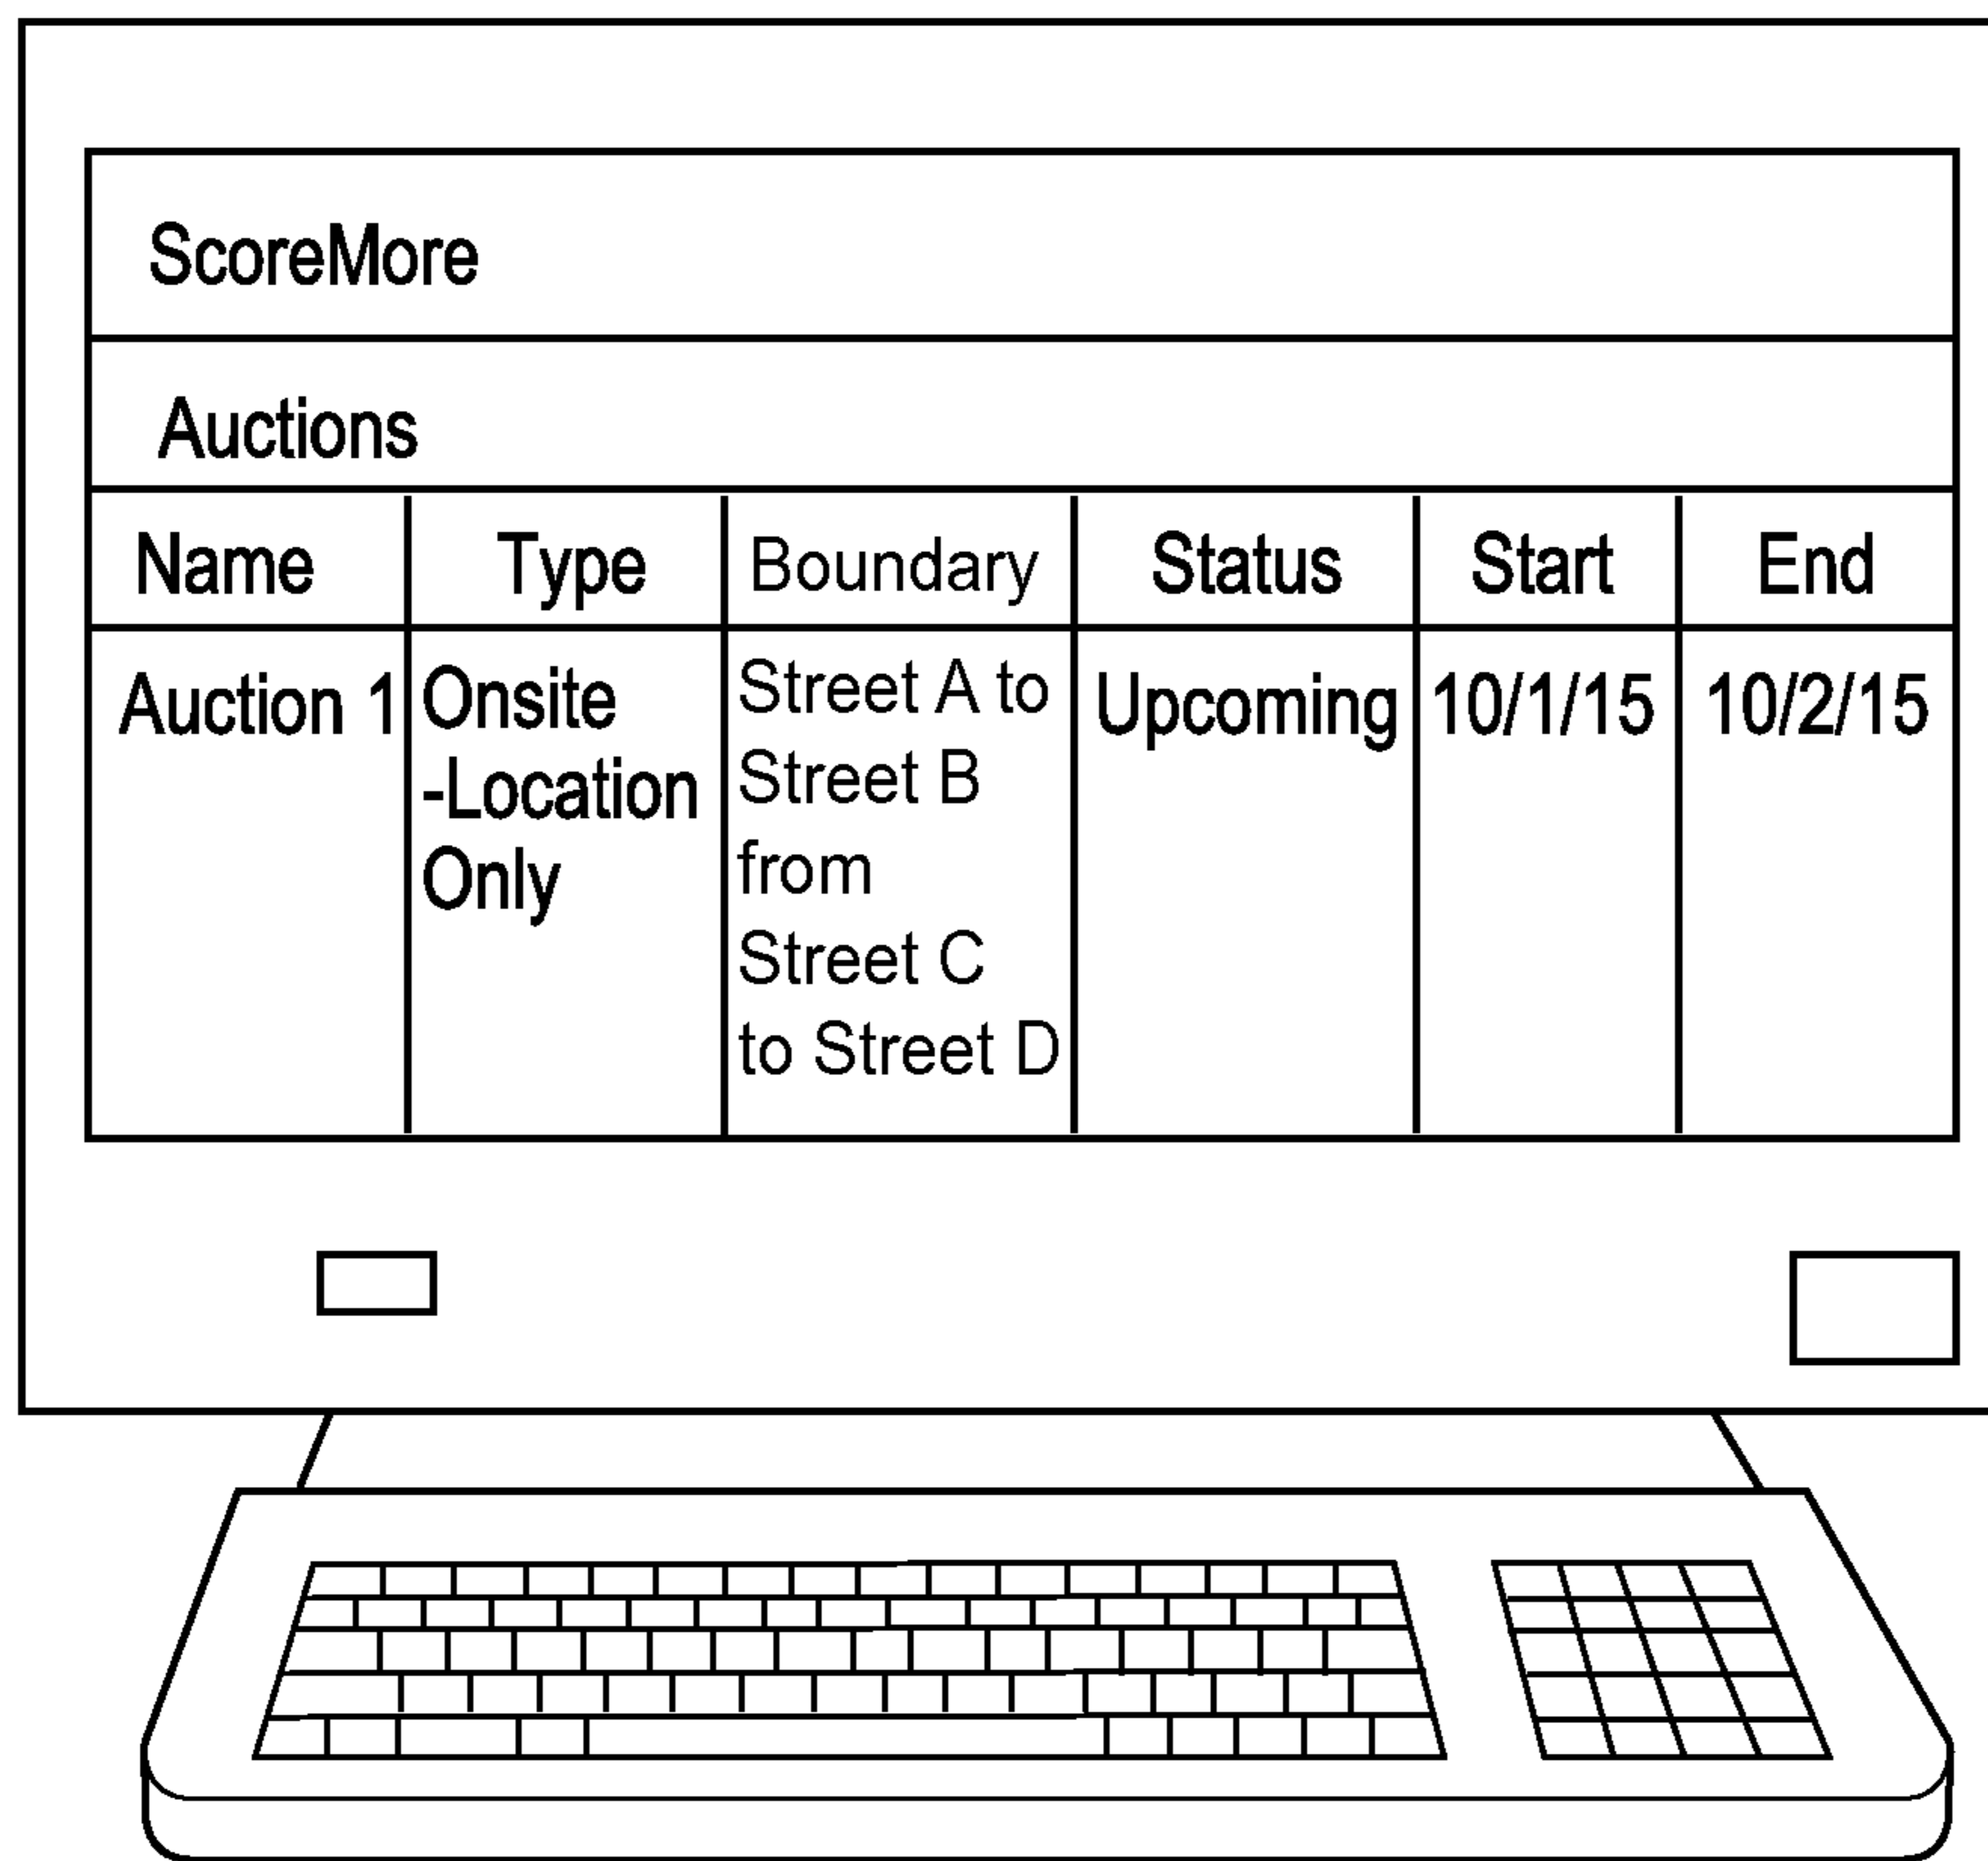 ScoreMore
Auctions
Name Type Boundary Status Start End
Auction 1 Onsite Street A to Upcoming 10/1/15 10/2/15
-Location Street B
Only from
Street C
to Street D